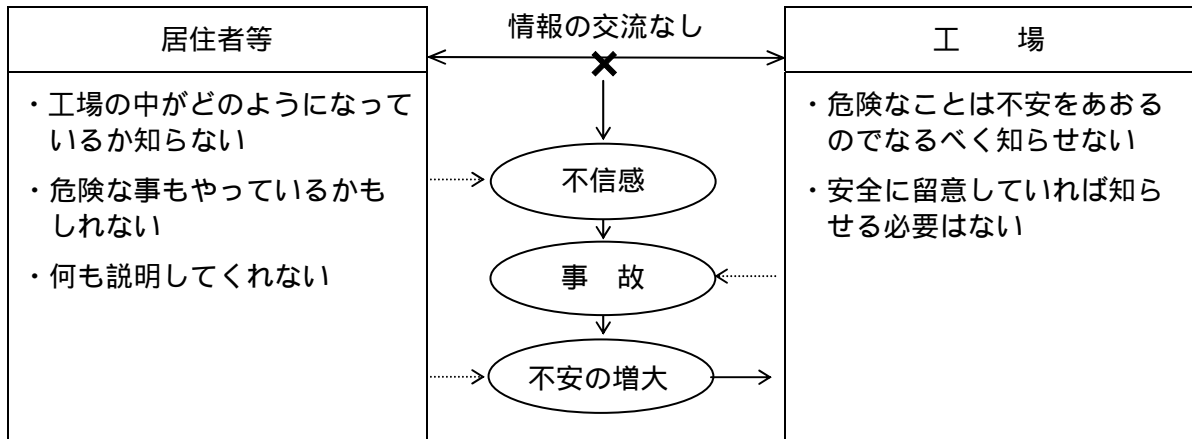 居住者等
・工場の中がどのようになって
いるか知らない
・危険な事もやっているかも
しれない
・何も説明してくれない
情報の交流なし
不信感
事 故
不安の増大
工 場
・危険なことは不安をあおる
のでなるべく知らせない
・安全に留意していれば知ら
せる必要はない